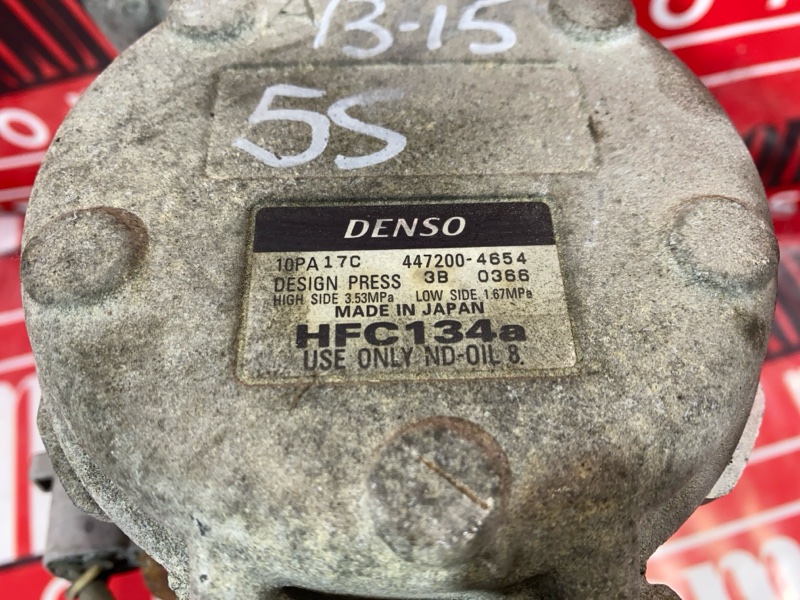 13-15
5S
DENSO
10PA17C 447200-4654
DESIGN PRESS 3B 0366
HIGH SIDE 3.53MPa LOW SIDE 1.67MPa
MADE IN JAPAN
HFC134a
USE ONLY ND-OIL 8.